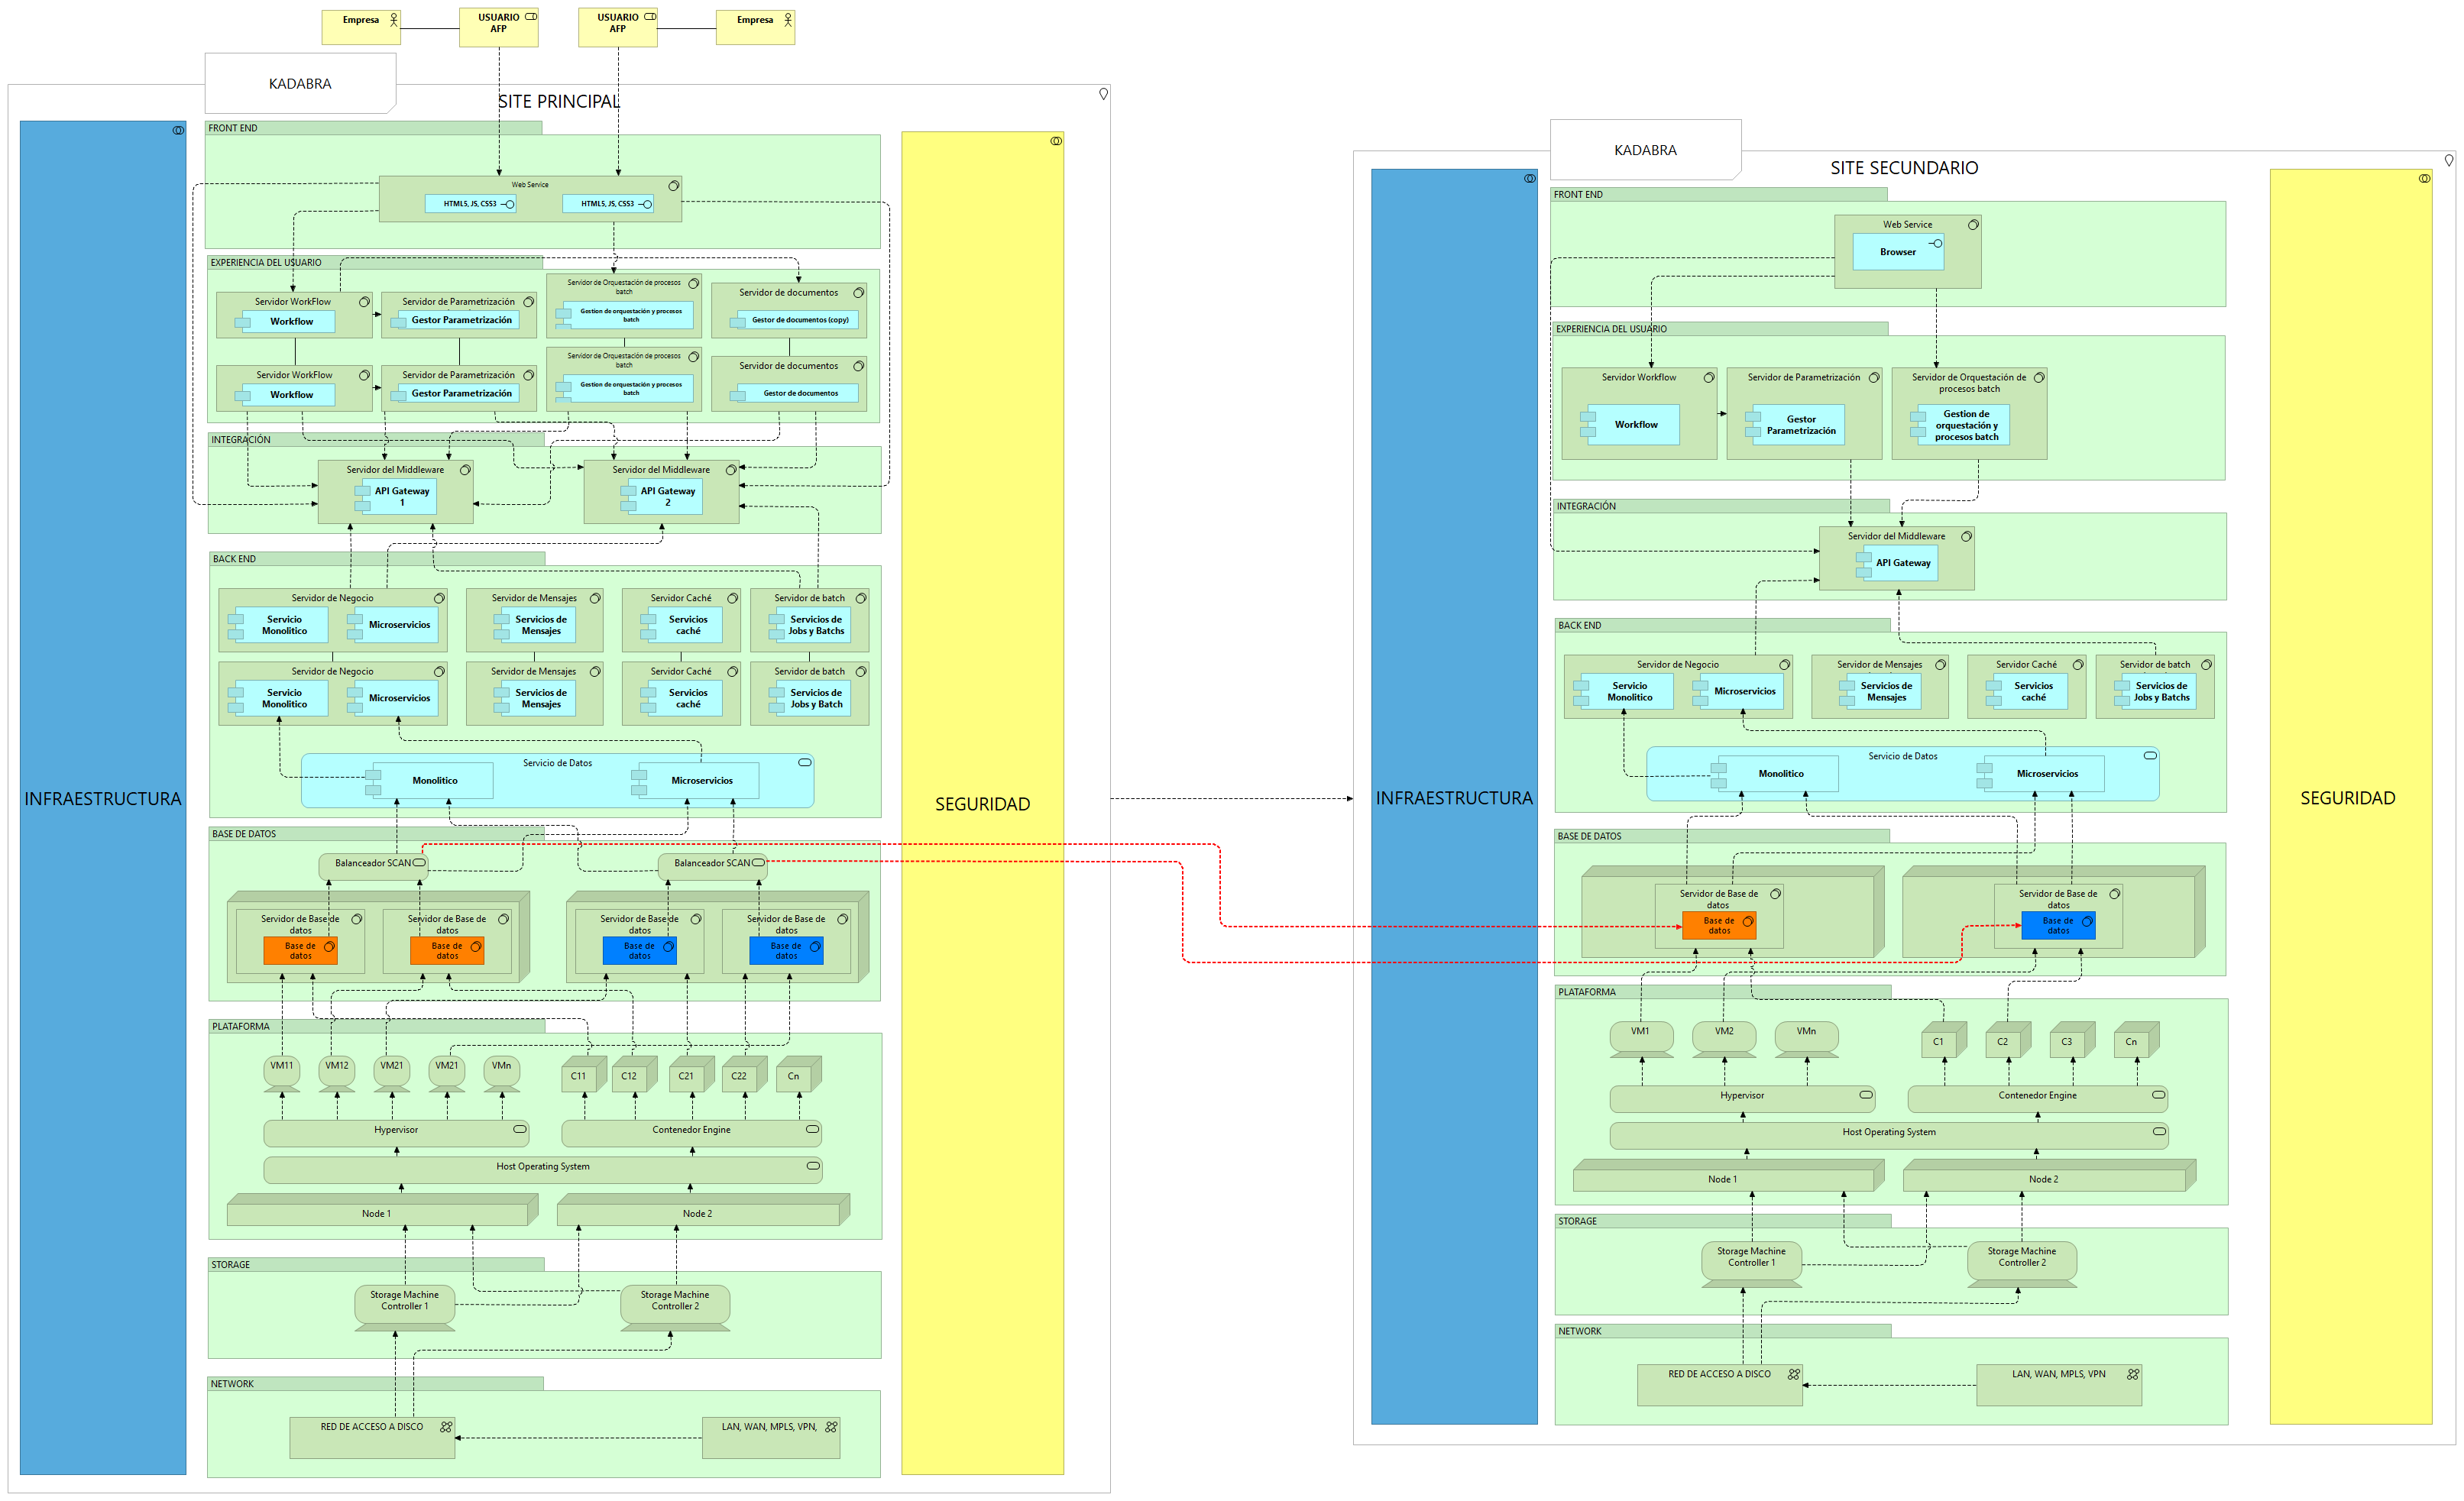 Empresa
USUARIO
AFP
USUARIO
AFP
Empresa
KADABRA
SITE PRINCIPAL
INFRAESTRUCTURA
SEGURIDAD
FRONT END
Web Service
HTML5, JS, CSS3
HTML5, JS, CSS3
EXPERIENCIA DEL USUARIO
Servidor WorkFlow
Workflow
Servidor de Parametrización
Gestor Parametrización
Servidor de Orquestación de procesos
batch
Gestion de orquestación y procesos
batch
Servidor de documentos
Gestor de documentos (copy)
Servidor WorkFlow
Workflow
Servidor de Parametrización
Gestor Parametrización
Servidor de Orquestación de procesos
batch
Gestion de orquestación y procesos
batch
Servidor de documentos
Gestor de documentos
INTEGRACIÓN
Servidor del Middleware
API Gateway
1
Servidor del Middleware
API Gateway
2
BACK END
Servidor de Negocio
Servicio
Monolitico
Microservicios
Servidor de Mensajes
Servicios de
Mensajes
Servidor Caché
Servicios
caché
Servidor de batch
Servicios de
Jobs y Batchs
Servidor de Negocio
Servicio
Monolitico
Microservicios
Servidor de Mensajes
Servicios de
Mensajes
Servidor Caché
Servicios
caché
Servidor de batch
Servicios de
Jobs y Batch
Servicio de Datos
Monolitico
Microservicios
BASE DE DATOS
Balanceador SCAN
Balanceador SCAN
Servidor de Base de
datos
Base de
datos
Servidor de Base de
datos
Base de
datos
Servidor de Base de
datos
Base de
datos
Servidor de Base de
datos
Base de
datos
PLATAFORMA
VM11
VM12
VM21
VM21
VMn
C11
C12
C21
C22
Cn
Hypervisor
Contenedor Engine
Host Operating System
Node 1
Node 2
STORAGE
Storage Machine
Controller 1
Storage Machine
Controller 2
NETWORK
RED DE ACCESO A DISCO
LAN, WAN, MPLS, VPN,
KADABRA
SITE SECUNDARIO
INFRAESTRUCTURA
SEGURIDAD
FRONT END
Web Service
Browser
EXPERIENCIA DEL USUARIO
Servidor Workflow
Workflow
Servidor de Parametrización
Gestor
Parametrización
Servidor de Orquestación de
procesos batch
Gestion de
orquestación y
procesos batch
INTEGRACIÓN
Servidor del Middleware
API Gateway
BACK END
Servidor de Negocio
Servicio
Monolitico
Microservicios
Servidor de Mensajes
Servicios de
Mensajes
Servidor Caché
Servicios
caché
Servidor de batch
Servicios de
Jobs y Batchs
Servicio de Datos
Monolitico
Microservicios
BASE DE DATOS
Servidor de Base de
datos
Base de
datos
Servidor de Base de
datos
Base de
datos
PLATAFORMA
VM1
VM2
VMn
C1
C2
C3
Cn
Hypervisor
Contenedor Engine
Host Operating System
Node 1
Node 2
STORAGE
Storage Machine
Controller 1
Storage Machine
Controller 2
NETWORK
RED DE ACCESO A DISCO
LAN, WAN, MPLS, VPN